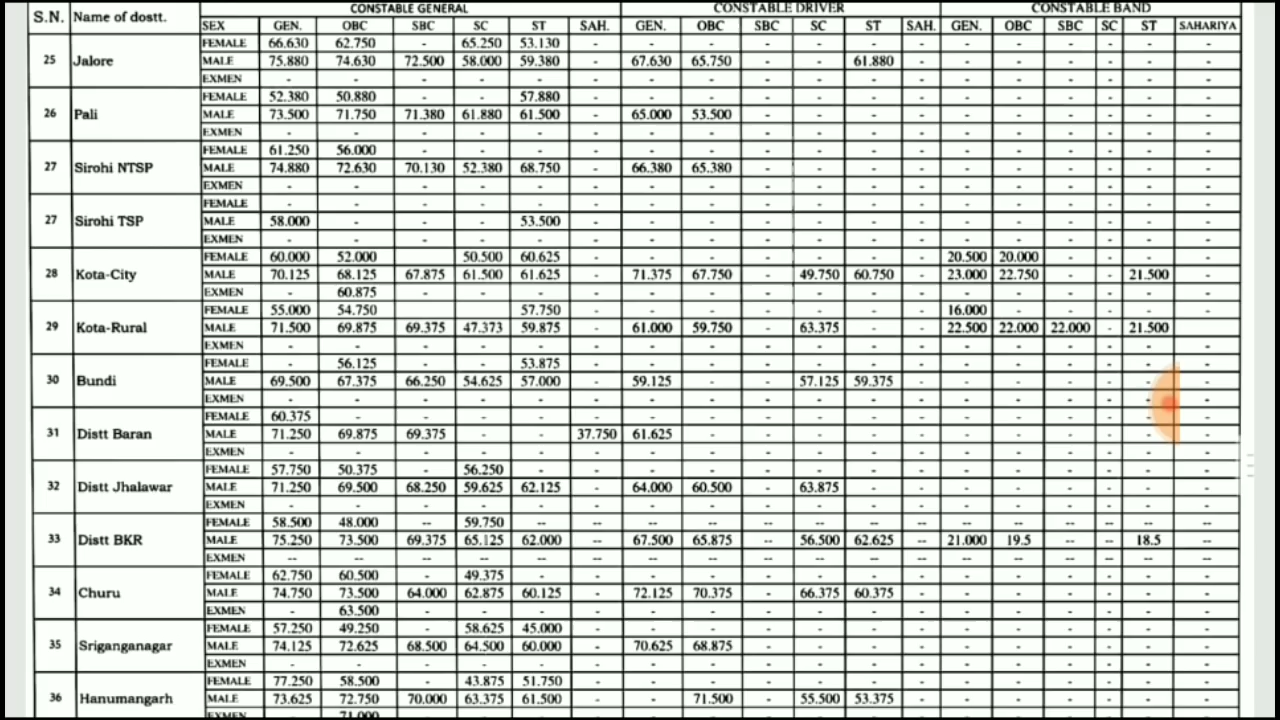 CONSTABLE GENERAL CONSTABLE DRIVER CONSTABLE BAND
S.N. Name of dostt. SEX GEN. OBC SBC SC ST SAH. GEN. OBC SBC SC ST SAH. GEN. OBC SBC SC ST SAHARIYA
FEMALE 66.630 62.750 - 65.250 53.130 - - - - - - - - - - - - -
25 Jalore MALE 75.880 74.630 72.500 58.000 59.380 - 67.630 65.750 - 61.880 - - - - - - -
EXMEN - - - - - - - - - - - - - - - - - -
FEMALE 52.380 50.880 - - 57.880 - - - - - - - - - - - - -
26 Pali MALE 73.500 71.750 71.380 61.880 61.500 - 65.000 53.500 - - - - - - - - - -
EXMEN - - - - - - - - - - - - - - - - - -
FEMALE 61.250 56.000 - - - - - - - - - - - - - -
27 Sirohi NTSP MALE 74.880 72.630 70.130 52.380 68.750 - 66.380 65.380 - - - - - - - - - -
EXMEN - - - - - - - - - - - - - - - - - -
FEMALE - - - - - - - - - - - - - - - - - -
27 Sirohi TSP MALE 58.000 - - - 53.500 - - - - - - - - - - - - -
EXMEN - - - - - - - - - - - - - - - - - -
FEMALE 60.000 52.000 50.500 60.625 - - - - - - - 20.500 20.000 - - - -
28 Kota-City MALE 70.125 68.125 67.875 61.500 61.625 - 71.375 67.750 - 49.750 60.750 - 23.000 22.750 - - 21.500 -
EXMEN 60.875 - - - - - - - - - - - - - - - -
FEMALE 55.000 54.750 57.750 - - - - - - - 16.000 - - - - -
29 Kota-Rural MALE 71.500 69.875 69.375 47.373 59.875 - 61.000 59.750 - 63.375 - - 22.500 22.000 22.000 - 21.500
EXMEN - - - - - - - - - - - - - - - - - -
FEMALE - 56.125 53.875 - - - - - - - - - - - - -
30 Bundi MALE 69.500 67.375 66.250 54.625 57.000 - 59.125 - - 57.125 59.375 - - - - - - -
EXMEN - - - - - - - - - - - - - - - - - -
FEMALE 60.375 - - - - - - - - - - - - - - - - -
31 Distt Baran MALE 71.250 69.875 69.375 - - 37.750 61.625 - - - - - - - - - - -
EXMEN - - - - - - - - - - - - - - - - - -
FEMALE 57.750 50.375 - 56.250 - - - - - - - - - - - - -
32 Distt Jhalawar MALE 71.250 69.500 68.250 59.625 62.125 - 64.000 60.500 - 63.875 - - - - - - - -
EXMEN - - - - - - - - - - - - - - - - - -
FEMALE 58.500 48.000 -- 59.750 -- -- -- -- -- -- -- -- -- -- -- -- -- --
33 Distt BKR MALE 75.250 73.500 69.375 65.125 62.000 -- 67.500 65.875 -- 56.500 62.625 -- 21.000 19.5 -- -- 18.5 --
EXMEN -- -- -- -- -- -- -- -- -- -- -- -- -- -- -- -- -- --
FEMALE 62.750 60.500 - 49.375 - - - - - - - - - - - - -
34 Churu MALE 74.750 73.500 64.000 62.875 60.125 - 72.125 70.375 66.375 60.375 - - - - - - -
EXMEN - 63.500 - - - - - - - - - - - - - - - -
FEMALE 57.250 49.250 58.625 45.000 - - - - - - - - - - - - -
35 Sriganganagar MALE 74.125 72.625 68.500 64.500 60.000 - 70.625 68.875 - - - - - - - - - -
EXMEN - - - - - - - - - - - - - - - - - -
FEMALE 77.250 58.500 43.875 51.750 - - - - - - - - - - - - -
36 Hanumangarh MALE 73.625 72.750 70.000 63.375 61.500 - 71.500 55.500 53.375 - - - - - - -
EXMEN 71.000